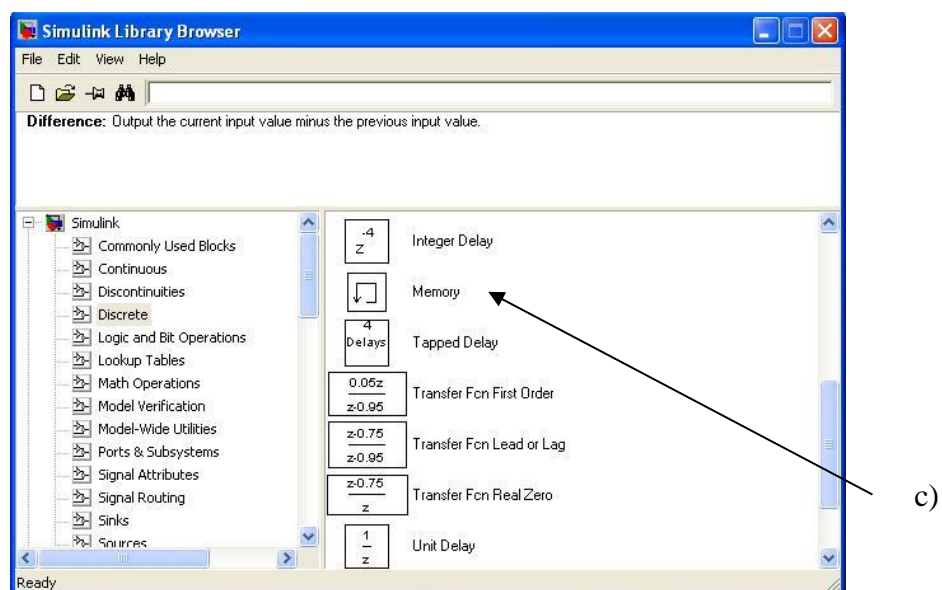 Simulink Library Browser
File Edit View Help
Difference: Output the current input value minus the previous input value.
Simulink
Commonly Used Blocks
Continuous
Discontinuities
Discrete
Logic and Bit Operations
Lookup Tables
Math Operations
Model Verification
Model-Wide Utilities
Ports & Subsystems
Signal Attributes
Signal Routing
Sinks
Sources
-4
z
Integer Delay
Memory
4
Delays
Tapped Delay
0.05z
z-0.95
Transfer Fcn First Order
z-0.75
z-0.95
Transfer Fcn Lead or Lag
z-0.75
z
Transfer Fcn Real Zero
1
z
Unit Delay
c)
Ready